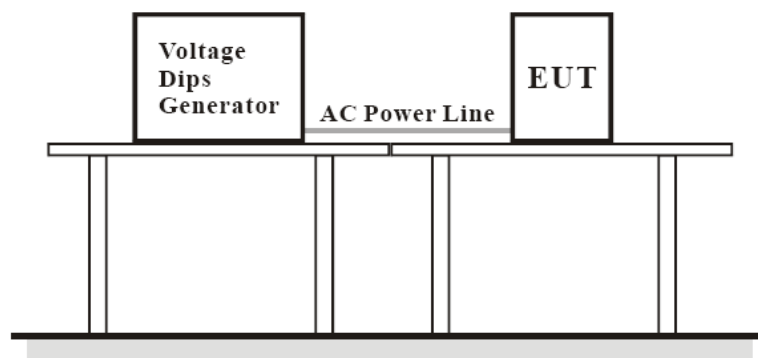 Voltage
Dips
Generator
AC Power Line
EUT